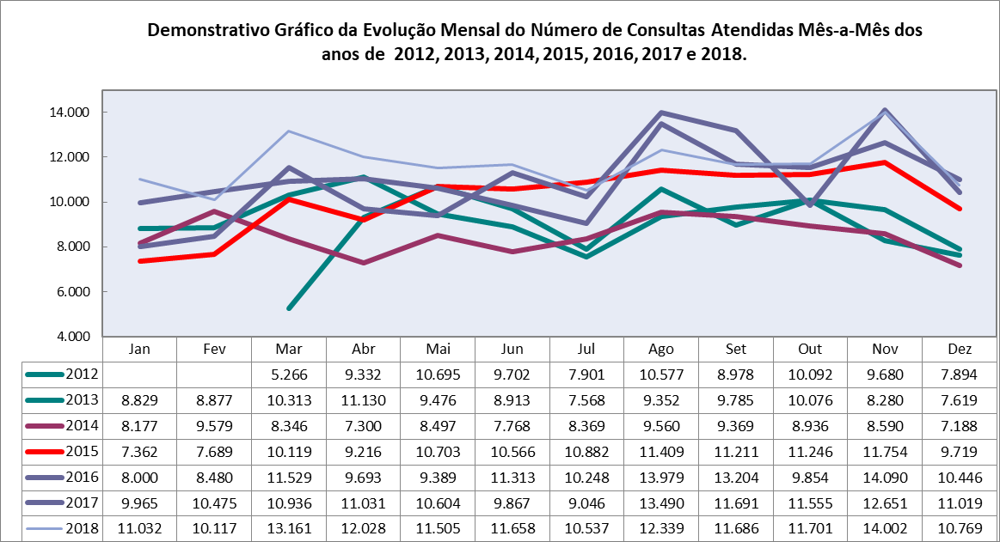 Demonstrativo Gráfico da Evolução Mensal do Número de Consultas Atendidas Mês-a-Mês dos
anos de 2012, 2013, 2014, 2015, 2016, 2017 e 2018.
14.000
12.000
10.000
8.000
6.000
4.000
Jan Fev Mar Abr Mai Jun Jul Ago Set Out Nov Dez
2012 5.266 9.332 10.695 9.702 7.901 10.577 8.978 10.092 9.680 7.894
2013 8.829 8.877 10.313 11.130 9.476 8.913 7.568 9.352 9.785 10.076 8.280 7.619
2014 8.177 9.579 8.346 7.300 8.497 7.768 8.369 9.560 9.369 8.936 8.590 7.188
2015 7.362 7.689 10.119 9.216 10.703 10.566 10.882 11.409 11.211 11.246 11.754 9.719
2016 8.000 8.480 11.529 9.693 9.389 11.313 10.248 13.979 13.204 9.854 14.090 10.446
2017 9.965 10.475 10.936 11.031 10.604 9.867 9.046 13.490 11.691 11.555 12.651 11.019
2018 11.032 10.117 13.161 12.028 11.505 11.658 10.537 12.339 11.686 11.701 14.002 10.769